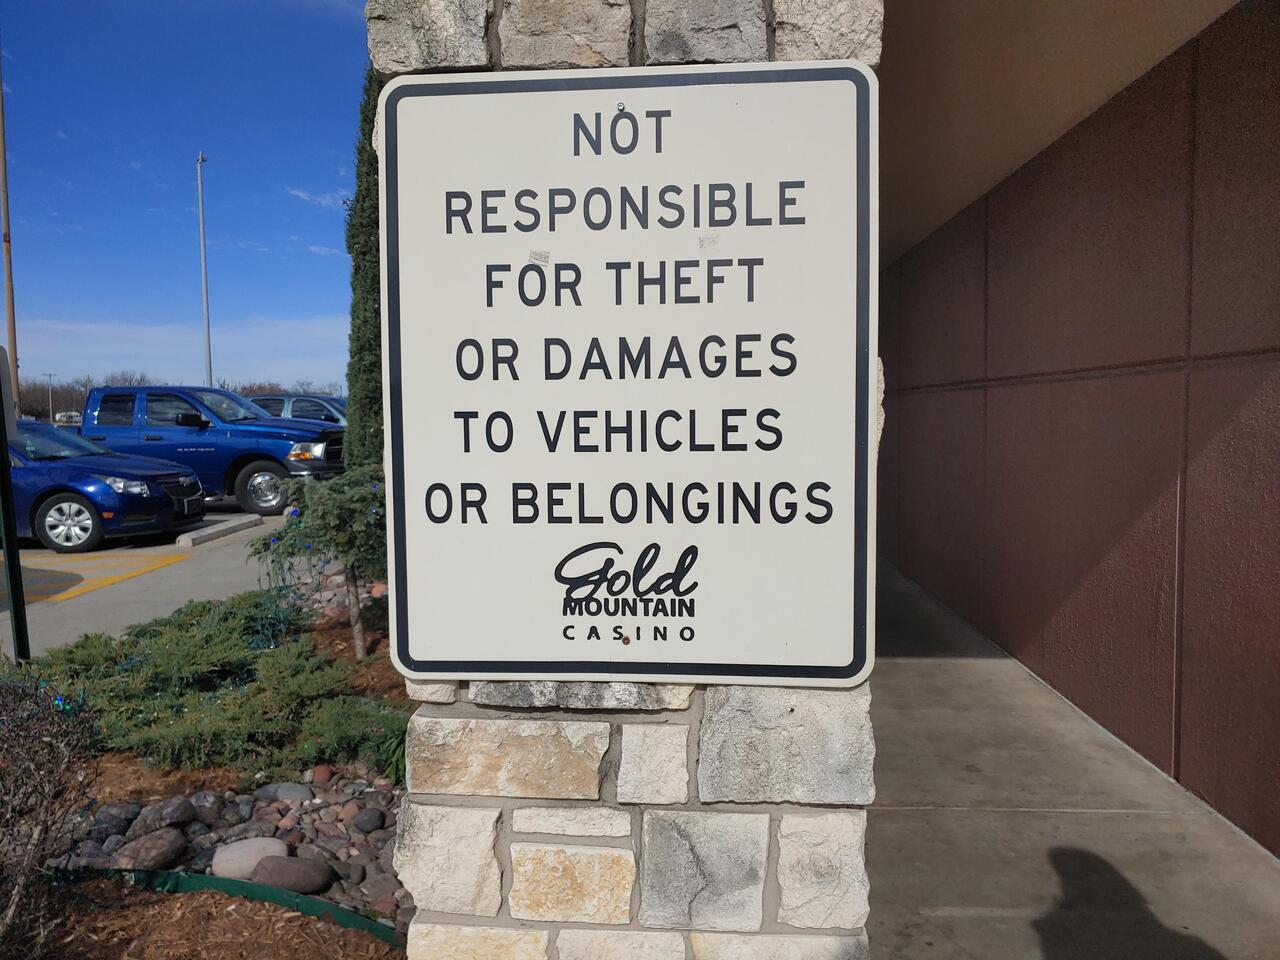 NOT
RESPONSIBLE
FOR THEFT
OR DAMAGES
TO VEHICLES
OR BELONGINGS
Gold
MOUNTAIN
CASINO